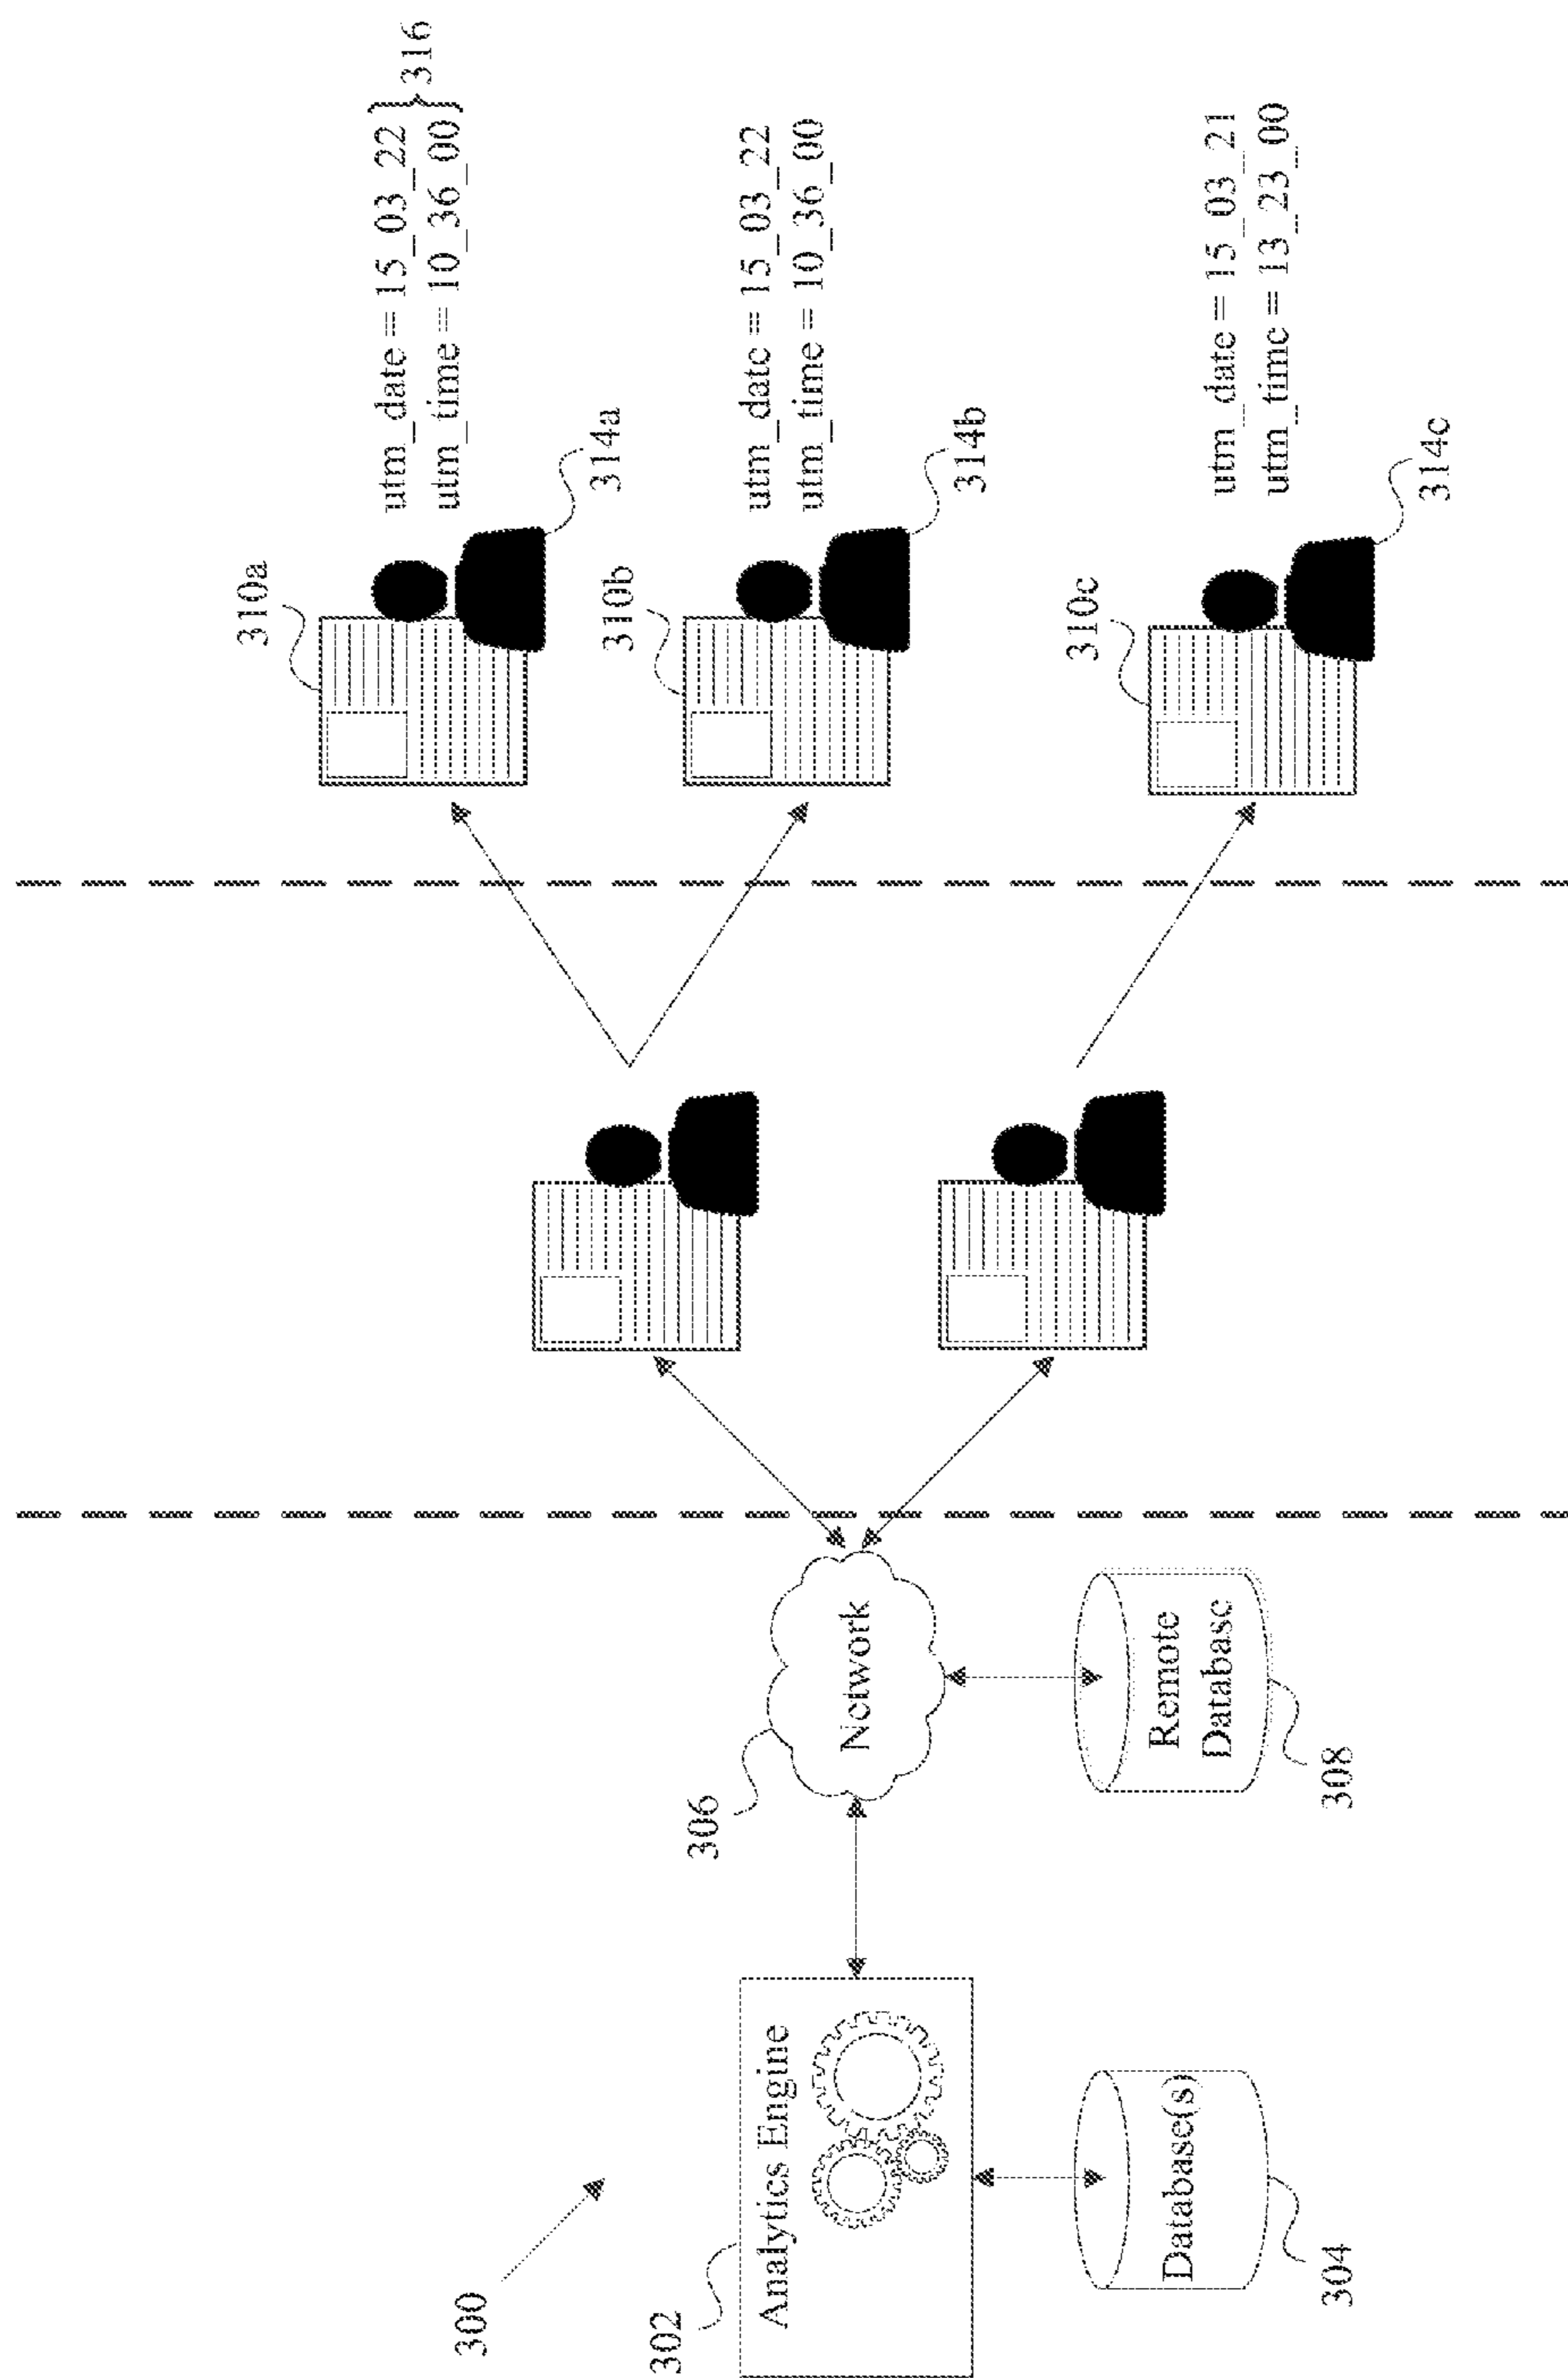 300
302
Analytics Engine
Database(s)
304
306
Network
Remote
Database
308
310a
utm_date = 15_03_22
utm_time = 10_36_00
316
314a
310b
utm_date = 15_03_22
utm_time = 10_36_00
314b
310c
utm_date = 15_03_21
utm_time = 13_23_00
314c